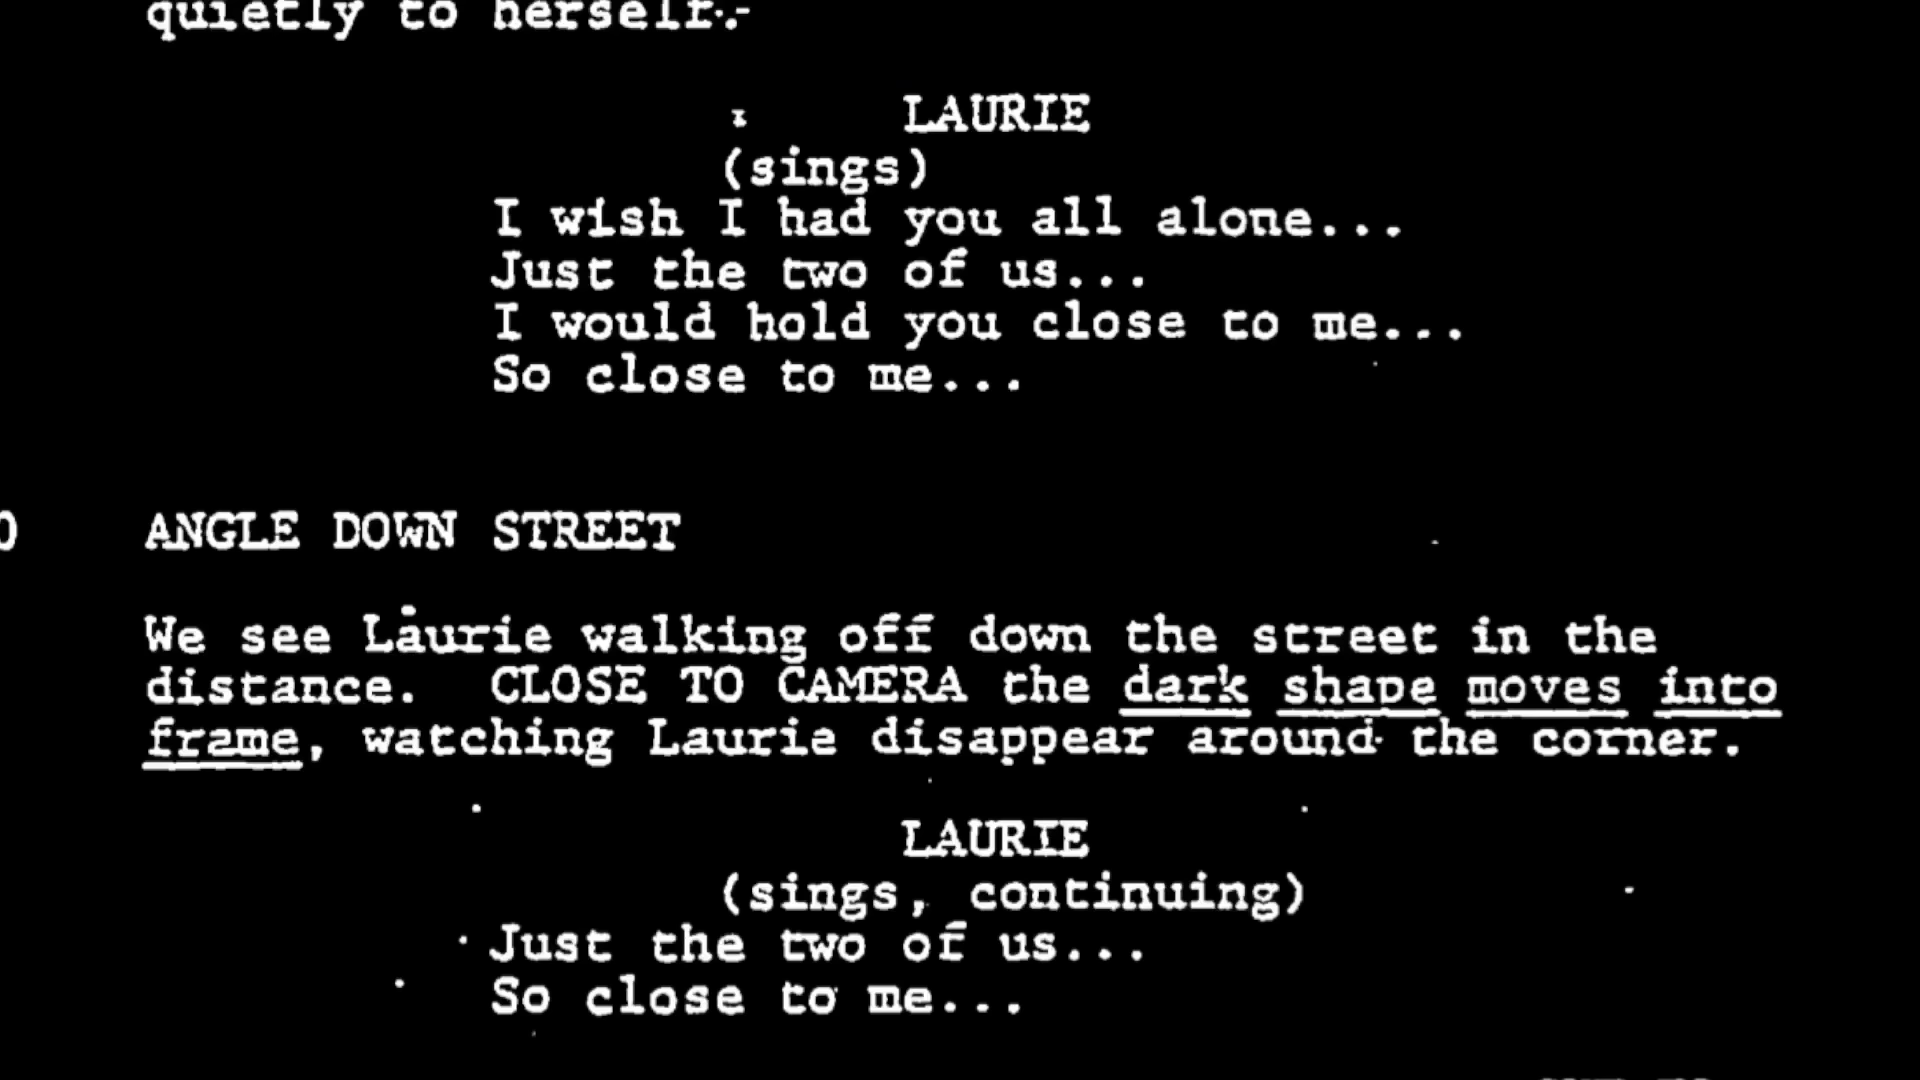 quietly to herself.
LAURIE
(sings)
I wish I had you all alone...
Just the two of us...
I would hold you close to me...
So close to me...
0 ANGLE DOWN STREET
We see Laurie walking off down the street in the
distance. CLOSE TO CAMERA the dark shape moves into
frame, watching Laurie disappear around the corner.
LAURIE
(sings, continuing)
Just the two of us...
So close to me...